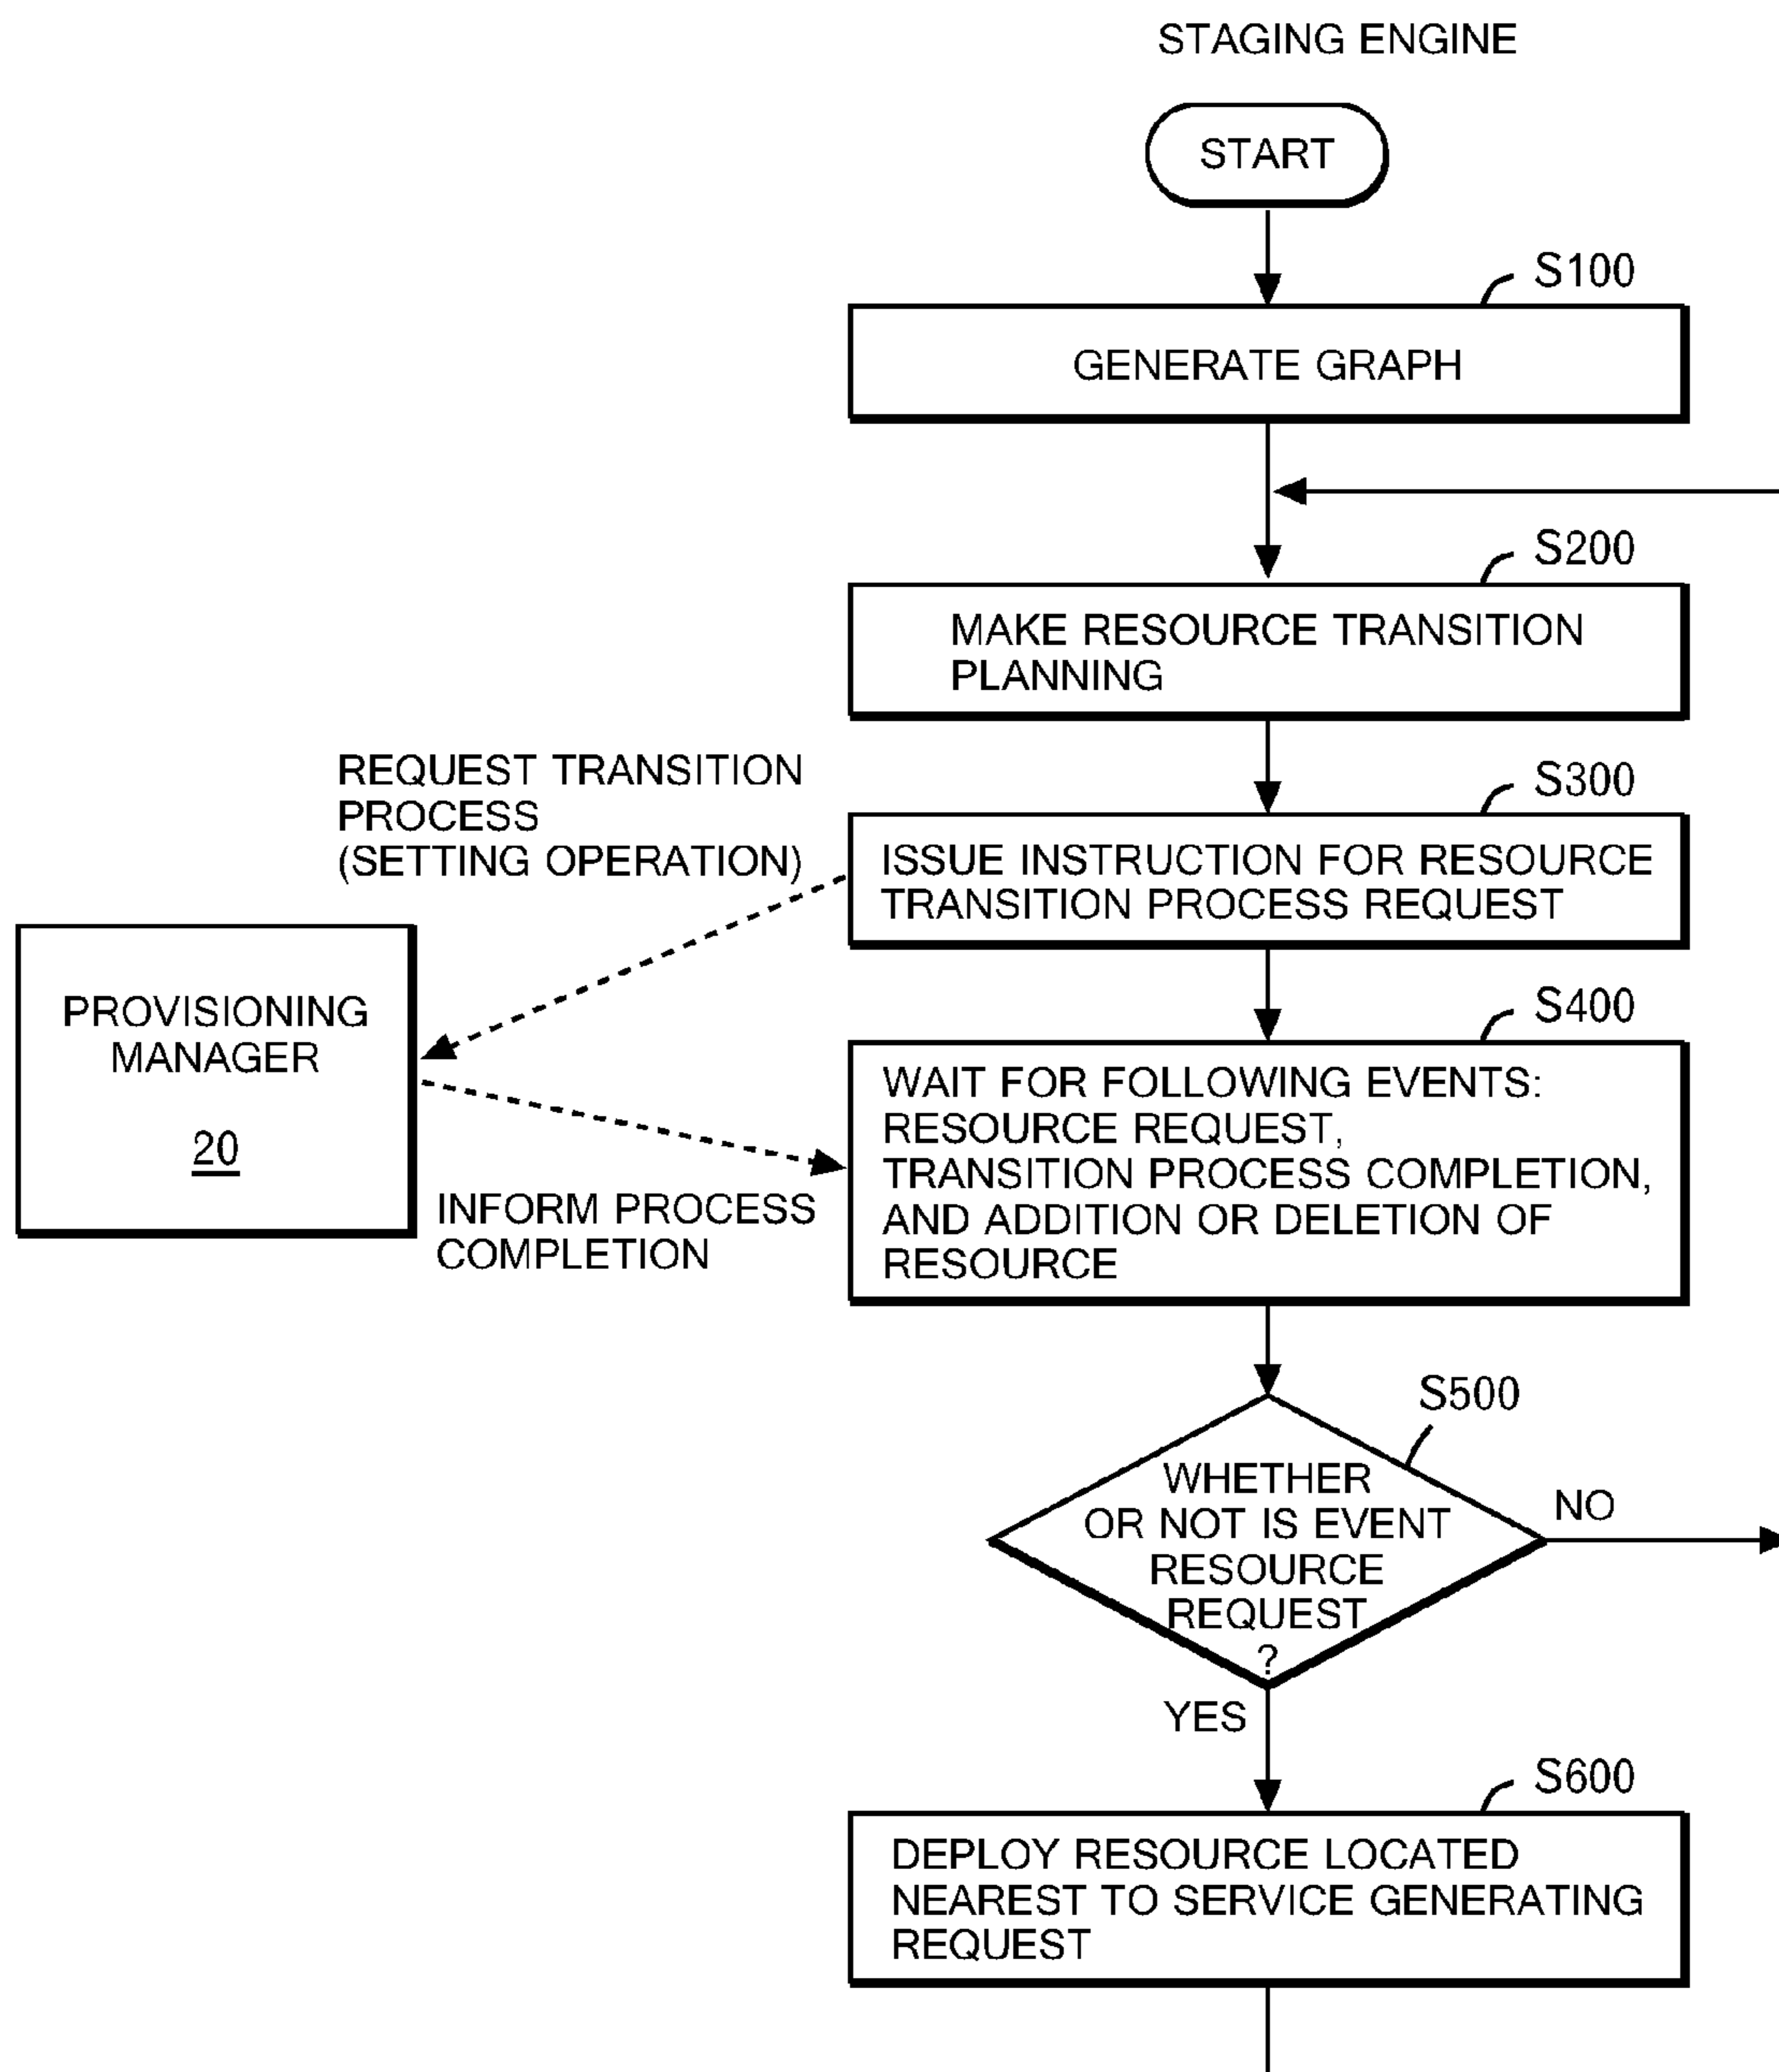 STAGING ENGINE
START
S100
GENERATE GRAPH
S200
MAKE RESOURCE TRANSITION
PLANNING
REQUEST TRANSITION
PROCESS
(SETTING OPERATION)
S300
ISSUE INSTRUCTION FOR RESOURCE
TRANSITION PROCESS REQUEST
PROVISIONING
MANAGER
20
S400
WAIT FOR FOLLOWING EVENTS:
RESOURCE REQUEST,
TRANSITION PROCESS COMPLETION,
AND ADDITION OR DELETION OF
RESOURCE
INFORM PROCESS
COMPLETION
S500
WHETHER
OR NOT IS EVENT
RESOURCE
REQUEST
?
NO
YES
S600
DEPLOY RESOURCE LOCATED
NEAREST TO SERVICE GENERATING
REQUEST